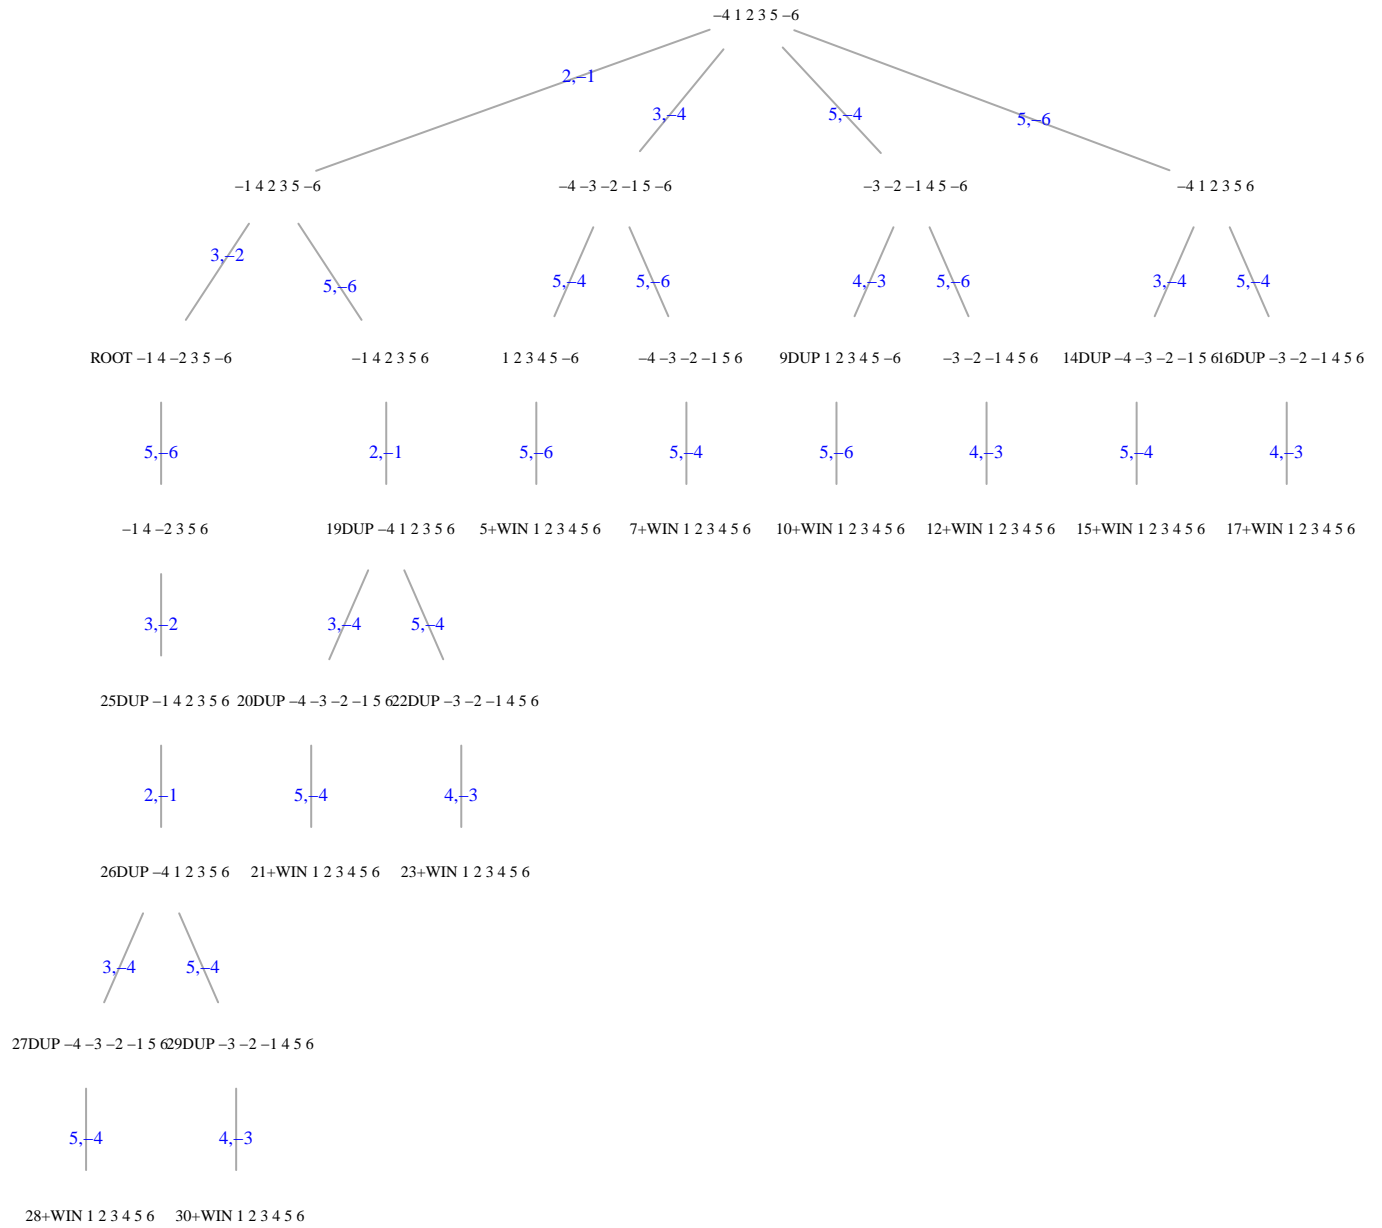 −4 1 2 3 5 −6
2,−1
3,−4
5,−4
5,−6
−1 4 2 3 5 −6
−4 −3 −2 −1 5 −6
−3 −2 −1 4 5 −6
−4 1 2 3 5 6
3,−2
5,−6
5,−4
5,−6
4,−3
5,−6
3,−4
5,−4
ROOT −1 4 −2 3 5 −6
−1 4 2 3 5 6
1 2 3 4 5 −6
−4 −3 −2 −1 5 6
9DUP 1 2 3 4 5 −6
−3 −2 −1 4 5 6
14DUP −4 −3 −2 −1 5 6
16DUP −3 −2 −1 4 5 6
5,−6
2,−1
5,−6
5,−4
5,−6
4,−3
5,−4
4,−3
−1 4 −2 3 5 6
19DUP −4 1 2 3 5 6
5+WIN 1 2 3 4 5 6
7+WIN 1 2 3 4 5 6
10+WIN 1 2 3 4 5 6
12+WIN 1 2 3 4 5 6
15+WIN 1 2 3 4 5 6
17+WIN 1 2 3 4 5 6
3,−2
3,−4
5,−4
25DUP −1 4 2 3 5 6
20DUP −4 −3 −2 −1 5 6
22DUP −3 −2 −1 4 5 6
2,−1
5,−4
4,−3
26DUP −4 1 2 3 5 6
21+WIN 1 2 3 4 5 6
23+WIN 1 2 3 4 5 6
3,−4
5,−4
27DUP −4 −3 −2 −1 5 6
29DUP −3 −2 −1 4 5 6
5,−4
4,−3
28+WIN 1 2 3 4 5 6
30+WIN 1 2 3 4 5 6